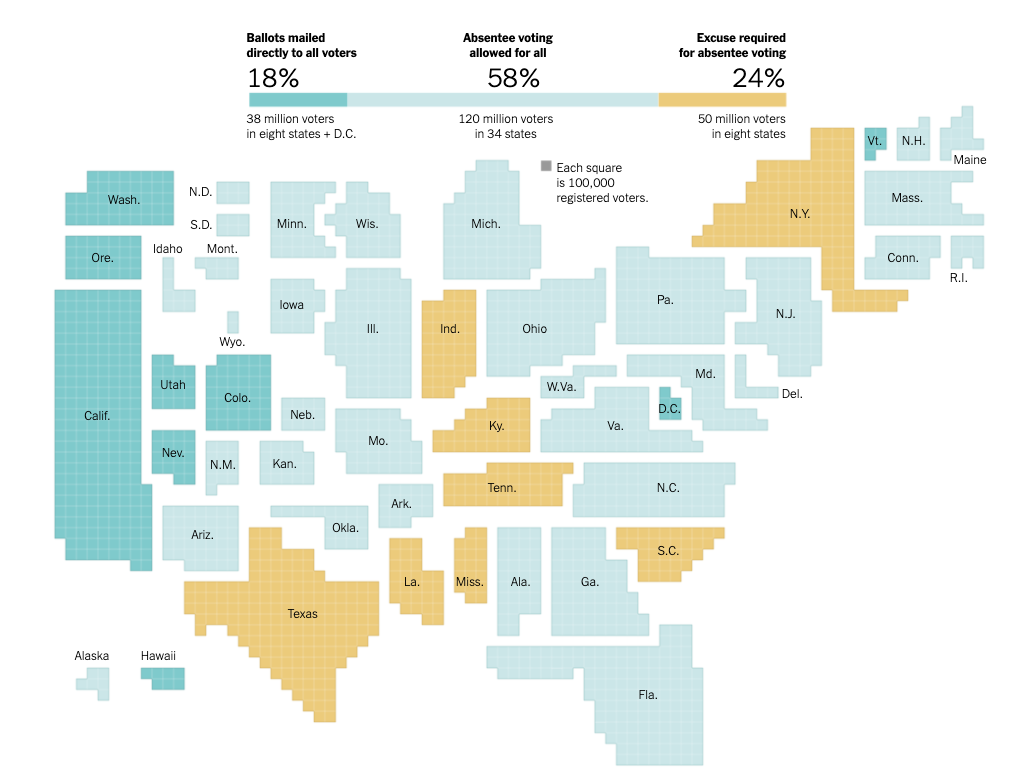 Ballots mailed
directly to all voters
18%
38 million voters
in eight states + D.C.
Absentee voting
allowed for all
58%
120 million voters
in 34 states
Excuse required
for absentee voting
24%
50 million voters
in eight states
Each square
is 100,000
registered voters.
Vt.
N.H.
Maine
Wash.
N.D.
S.D.
Minn.
Wis.
Mich.
N.Y.
Mass.
Ore.
Idaho
Mont.
Conn.
R.I.
Wyo.
Iowa
Ill.
Ind.
Ohio
Pa.
N.J.
Calif.
Utah
Colo.
Neb.
Mo.
Ky.
W.Va.
Va.
D.C.
Md.
Del.
Nev.
N.M.
Kan.
Ark.
Tenn.
N.C.
Ariz.
Okla.
S.C.
Texas
La.
Miss.
Ala.
Ga.
Alaska
Hawaii
Fla.